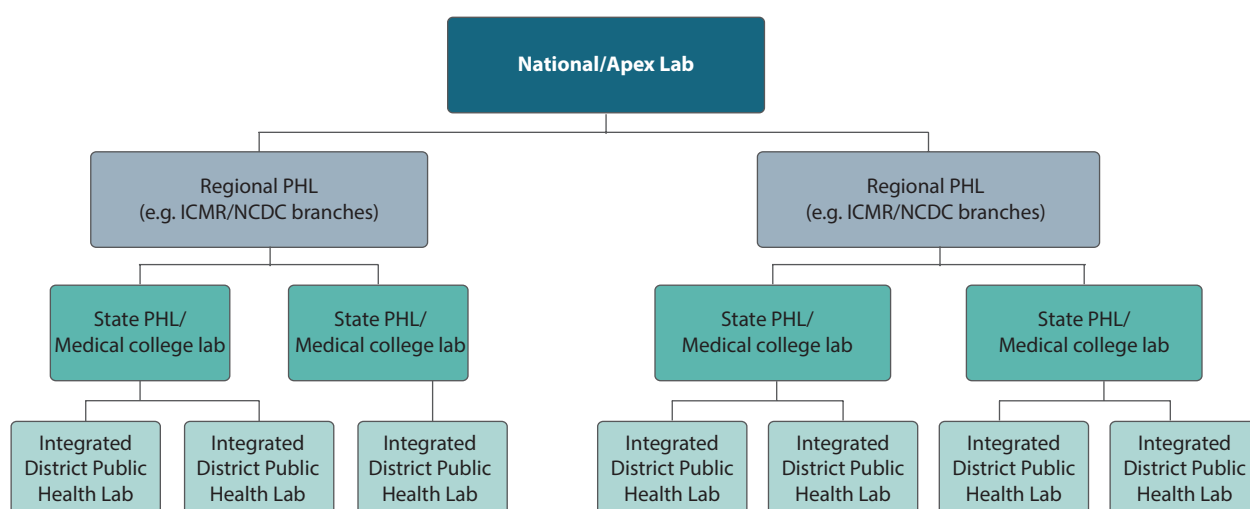 National/Apex Lab
Regional PHL
(e.g. ICMR/NCDC branches)
Regional PHL
(e.g. ICMR/NCDC branches)
State PHL/
Medical college lab
State PHL/
Medical college lab
State PHL/
Medical college lab
State PHL/
Medical college lab
Integrated
District Public
Health Lab
Integrated
District Public
Health Lab
Integrated
District Public
Health Lab
Integrated
District Public
Health Lab
Integrated
District Public
Health Lab
Integrated
District Public
Health Lab
Integrated
District Public
Health Lab